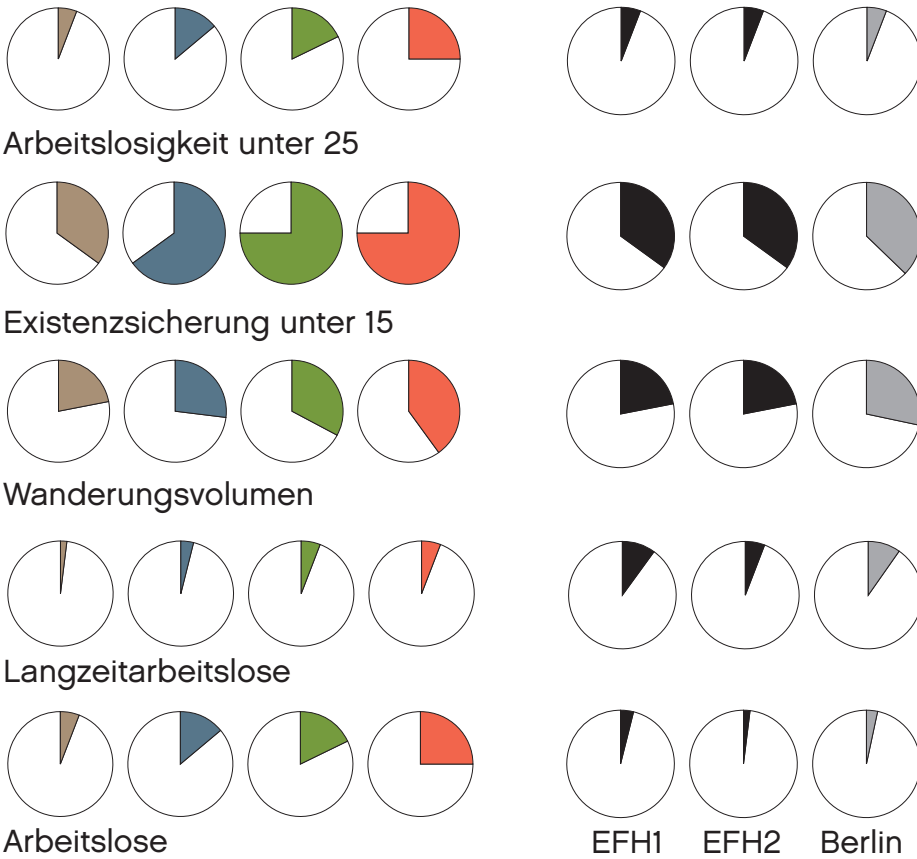 Arbeitslosigkeit unter 25
Existenzsicherung unter 15
Wanderungsvolumen
Langzeitarbeitslose
Arbeitslose EFH1 EFH2 Berlin